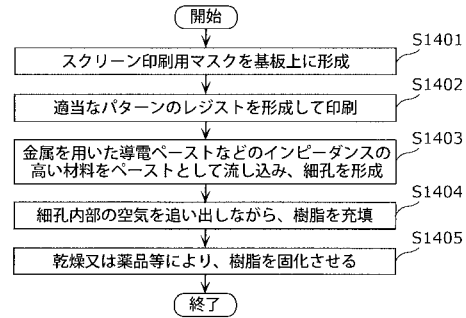 開始
S1401
スクリーン印刷用マスクを基板上に形成
S1402
適当なパターンのレジストを形成して印刷
S1403
金属を用いた導電ペーストなどのインピーダンスの
高い材料をペーストとして流し込み、細孔を形成
S1404
細孔内部の空気を追い出しながら、樹脂を充填
S1405
乾燥又は薬品等により、樹脂を固化させる
終了